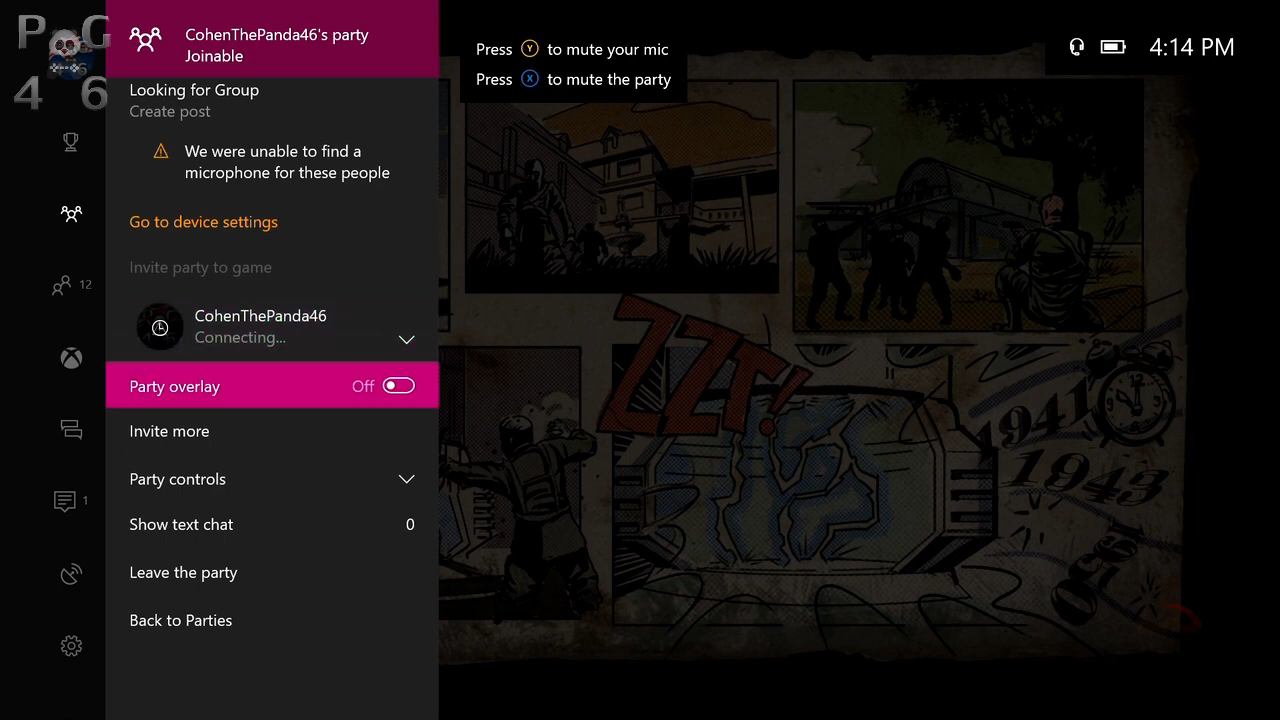 P G
4 6
CohenThePanda46's party
Joinable
Press Y to mute your mic
Press X to mute the party
4:14 PM
Looking for Group
Create post
We were unable to find a
microphone for these people
Go to device settings
Invite party to game
12
CohenThePanda46
Connecting...
Party overlay Off
Invite more
Party controls
1
Show text chat 0
Leave the party
Back to Parties
ZZT!
1941
1943